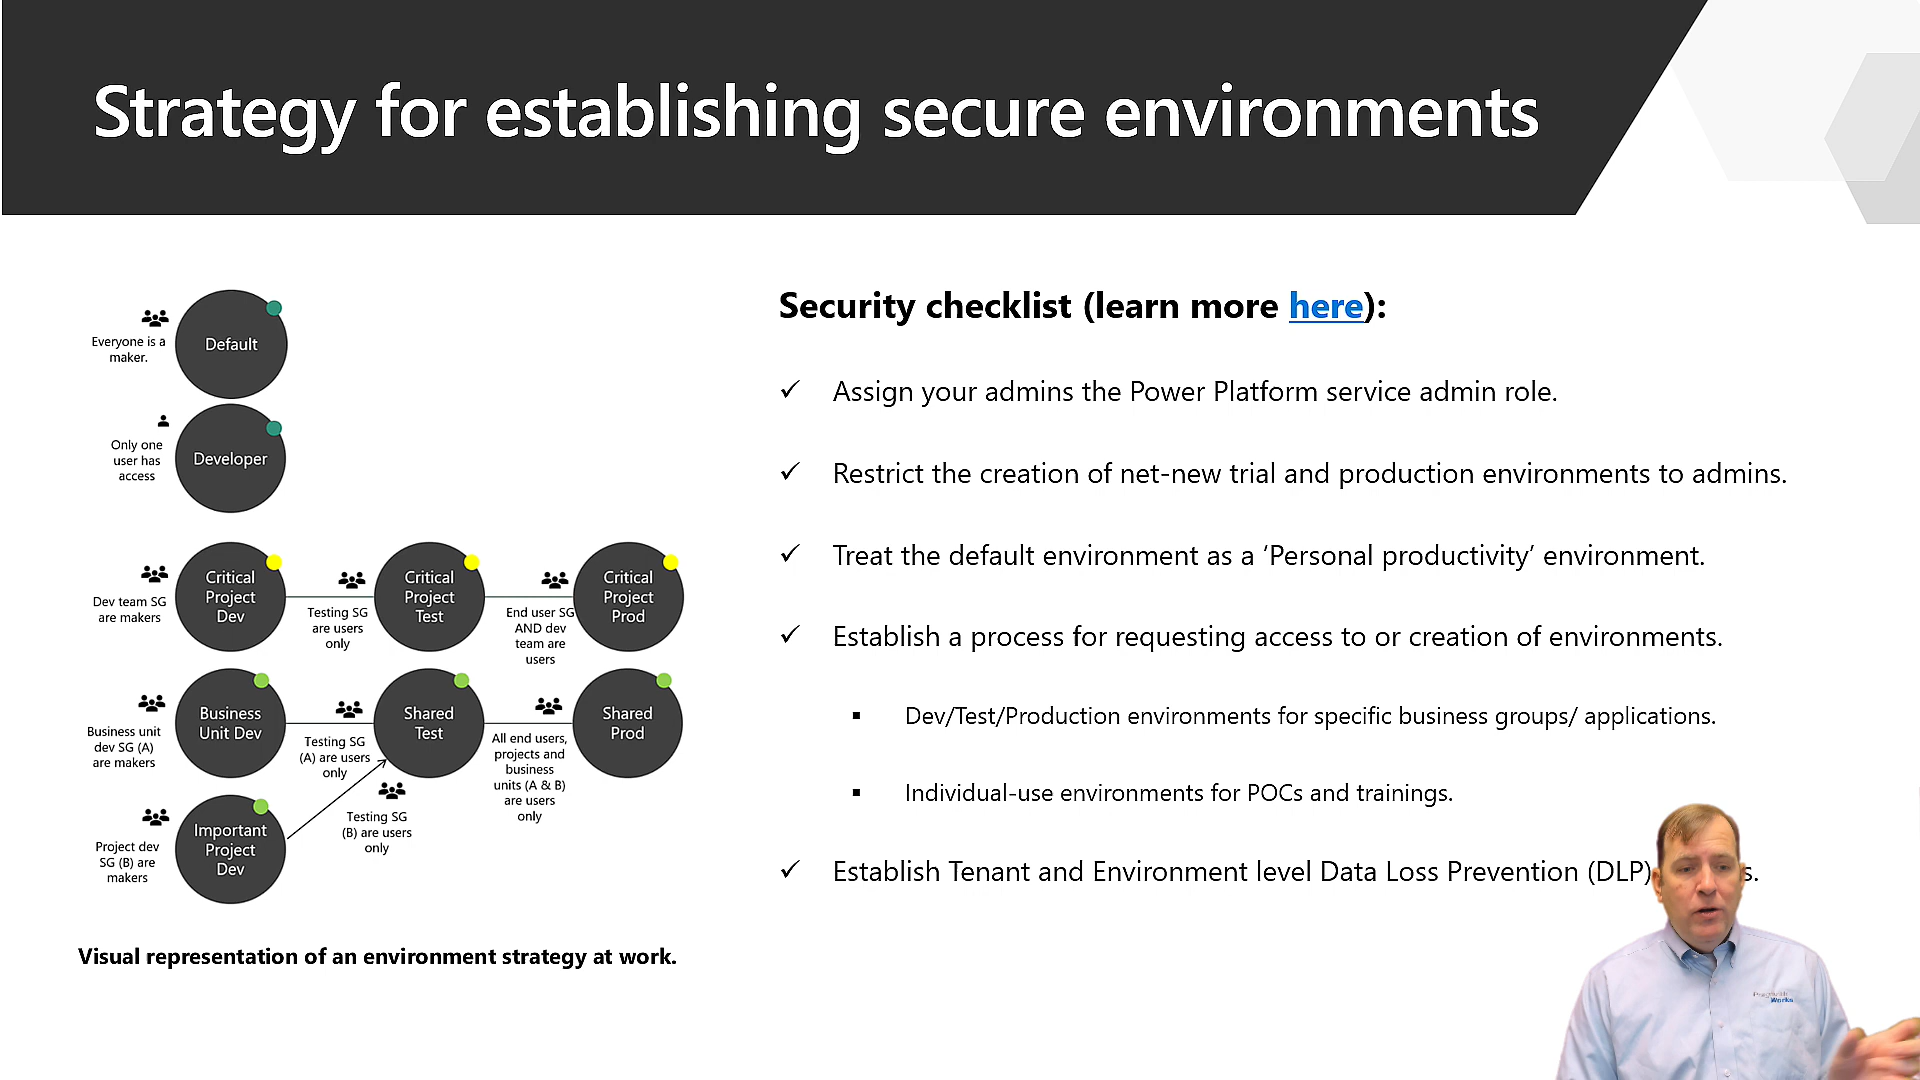 Strategy for establishing secure environments
Everyone is a
maker.
Default
Only one
user has
access
Developer
Dev team SG
are makers
Critical
Project
Dev
Testing SG
are users
only
Critical
Project
Test
End user SG
AND dev
team are
users
Critical
Project
Prod
Business unit
dev SG (A)
are makers
Business
Unit Dev
Testing SG
(A) are users
only
Shared
Test
All end users,
projects and
business
units (A & B)
are users
only
Shared
Prod
Project dev
SG (B) are
makers
Important
Project
Dev
Testing SG
(B) are users
only
Visual representation of an environment strategy at work.
Security checklist (learn more here):
✓ Assign your admins the Power Platform service admin role.
✓ Restrict the creation of net-new trial and production environments to admins.
✓ Treat the default environment as a ‘Personal productivity’ environment.
✓ Establish a process for requesting access to or creation of environments.
▪ Dev/Test/Production environments for specific business groups/ applications.
▪ Individual-use environments for POCs and trainings.
✓ Establish Tenant and Environment level Data Loss Prevention (DLP)
Works